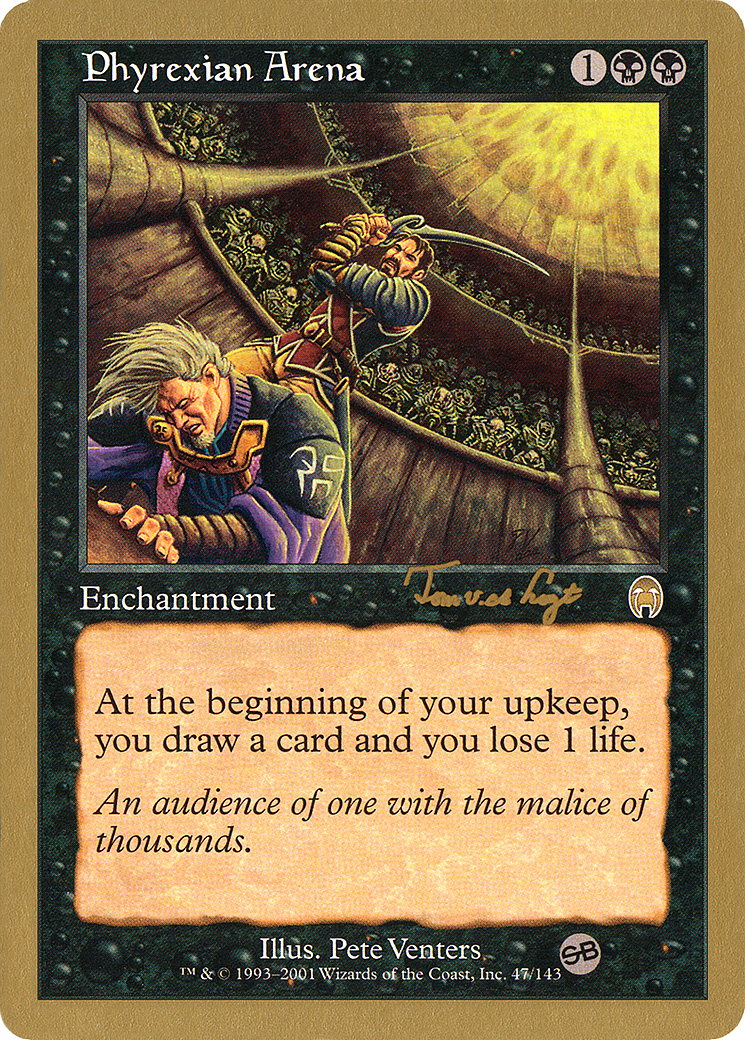 Phyrexian Arena 1
Enchantment
At the beginning of your upkeep,
you draw a card and you lose 1 life.
An audience of one with the malice of
thousands.
Illus. Pete Venters
SB
™ & © 1993–2001 Wizards of the Coast, Inc. 47/143